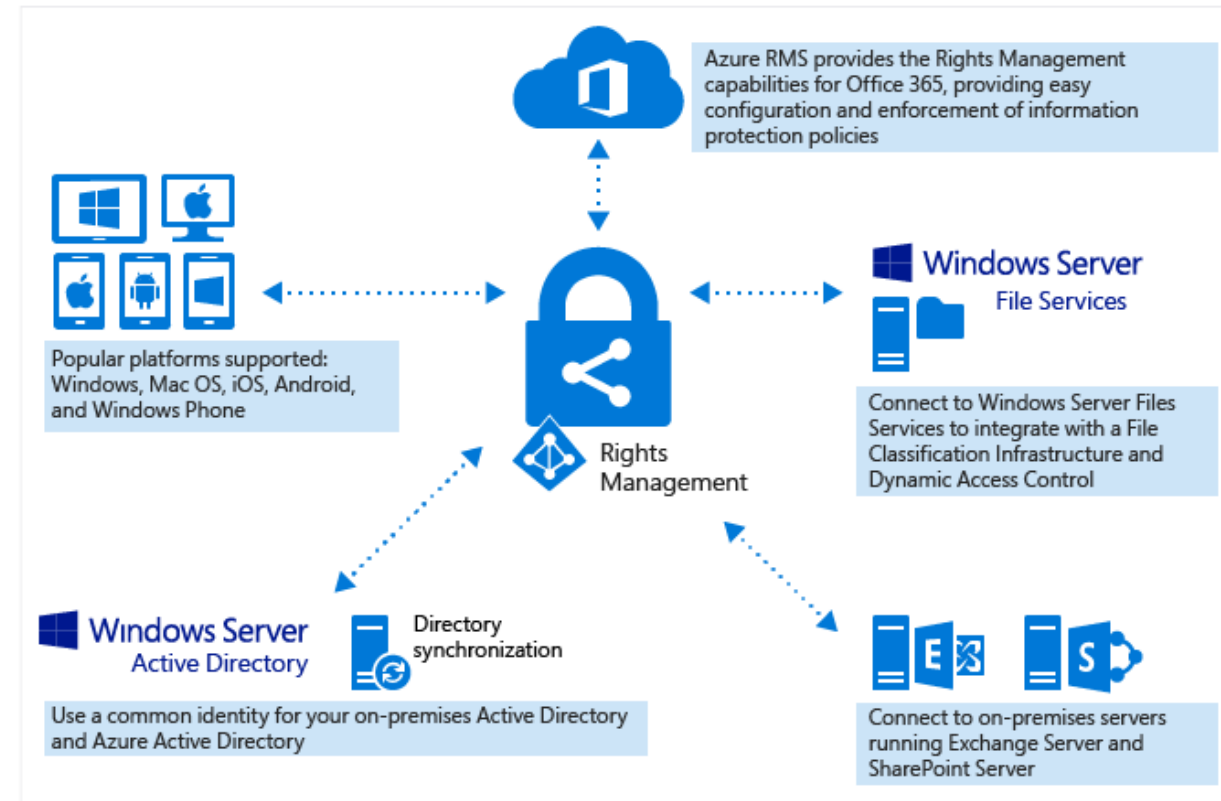 Azure RMS provides the Rights Management
capabilities for Office 365, providing easy
configuration and enforcement of information
protection policies
Popular platforms supported:
Windows, Mac OS, iOS, Android,
and Windows Phone
Windows Server
File Services
Connect to Windows Server Files
Services to integrate with a File
Classification Infrastructure and
Dynamic Access Control
Rights
Management
Windows Server
Active Directory
Directory
synchronization
Use a common identity for your on-premises Active Directory
and Azure Active Directory
E
S
Connect to on-premises servers
running Exchange Server and
SharePoint Server